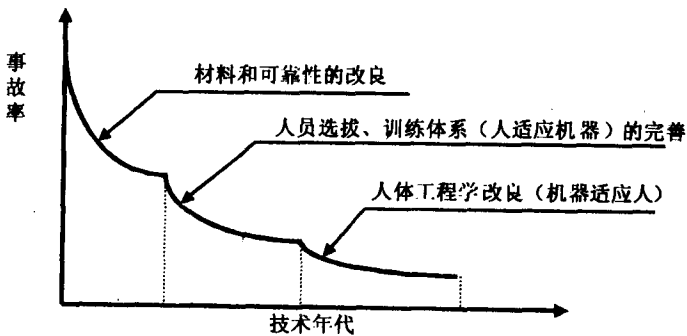 事故率
材料和可靠性的改良
人员选拔、训练体系（人适应机器）的完善
人体工程学改良（机器适应人）
技术年代